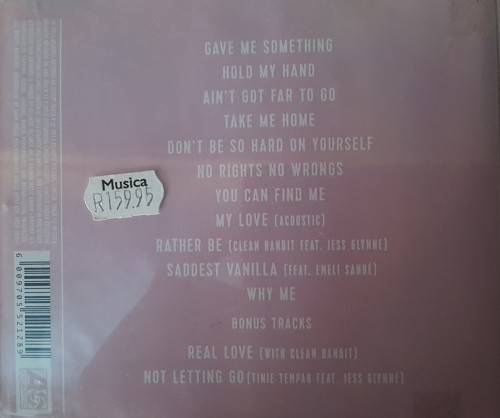 GAVE ME SOMETHING
HOLD MY HAND
AIN'T GOT FAR TO GO
TAKE ME HOME
DON'T BE SO HARD ON YOURSELF
NO RIGHTS NO WRONGS
YOU CAN FIND ME
MY LOVE (ACOUSTIC)
RATHER BE (CLEAN BANDIT FEAT. JESS GLYNNE)
SADDEST VANILLA (FEAT. EMELI SANDÉ)
WHY ME
BONUS TRACKS
REAL LOVE (WITH CLEAN BANDIT)
NOT LETTING GO (TINIE TEMPAH FEAT. JESS GLYNNE)
Musica
R159.95
6 009705 521289